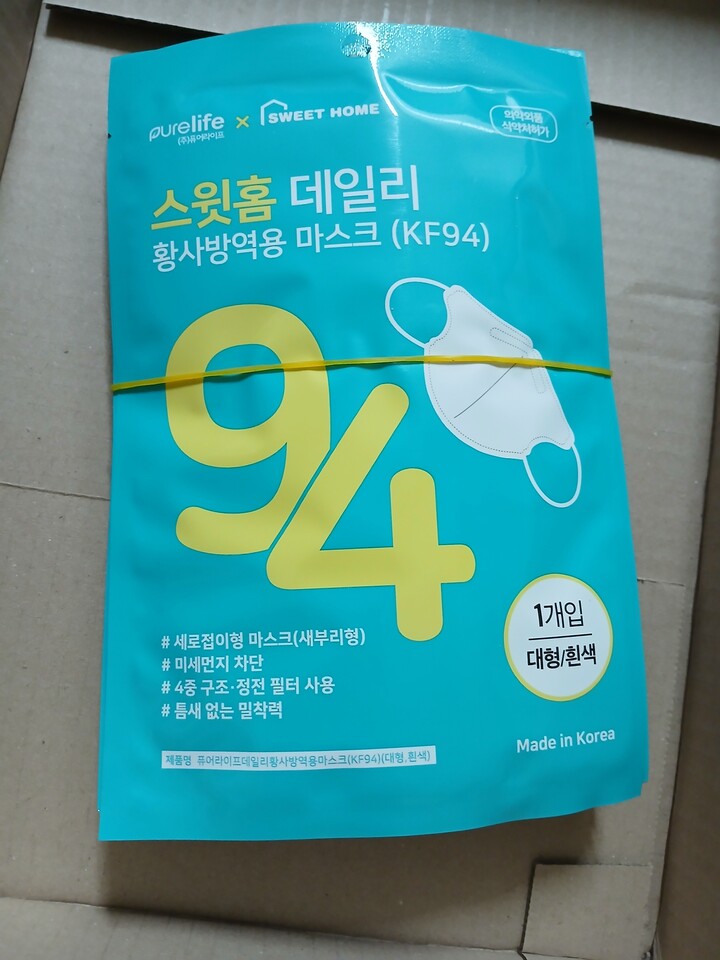 purelife × SWEET HOME
(주)퓨어라이프
의약외품
식약처허가
스윗홈 데일리
황사방역용 마스크 (KF94)
94
# 세로접이형 마스크(새부리형)
# 미세먼지 차단
# 4중 구조·정전 필터 사용
# 틈새 없는 밀착력
1개입
대형/흰색
Made in Korea
제품명 퓨어라이프데일리황사방역용마스크(KF94)(대형,흰색)